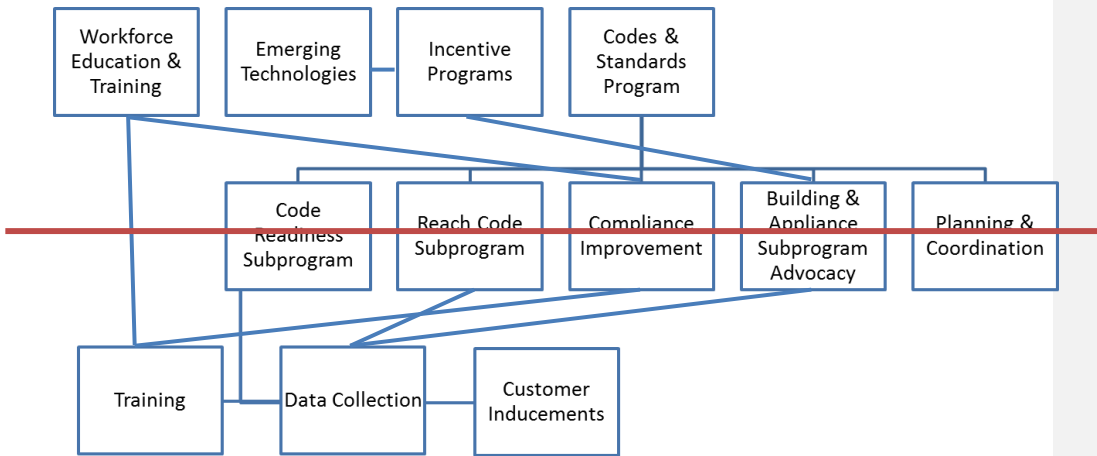 Workforce
Education &
Training
Emerging
Technologies
Incentive
Programs
Codes &
Standards
Program
Code
Readiness
Subprogram
Reach Code
Subprogram
Compliance
Improvement
Building &
Appliance
Subprogram
Advocacy
Planning &
Coordination
Training
Data Collection
Customer
Inducements